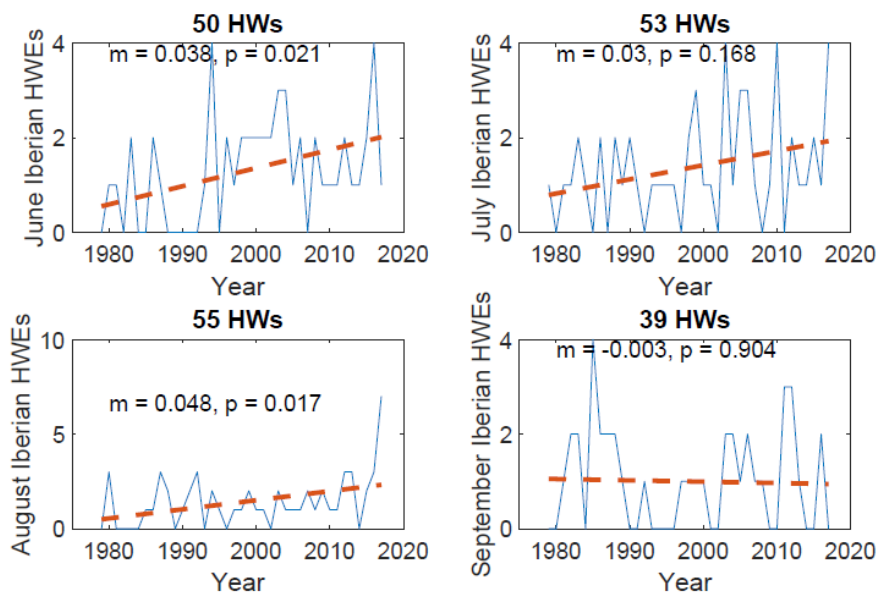 50 HWs
m = 0.038, p = 0.021
4
2
0
June Iberian HWEs
1980 1990 2000 2010 2020
Year
53 HWs
m = 0.03, p = 0.168
4
2
0
July Iberian HWEs
1980 1990 2000 2010 2020
Year
55 HWs
m = 0.048, p = 0.017
10
5
0
August Iberian HWEs
1980 1990 2000 2010 2020
Year
39 HWs
m = -0.003, p = 0.904
4
2
0
September Iberian HWEs
1980 1990 2000 2010 2020
Year